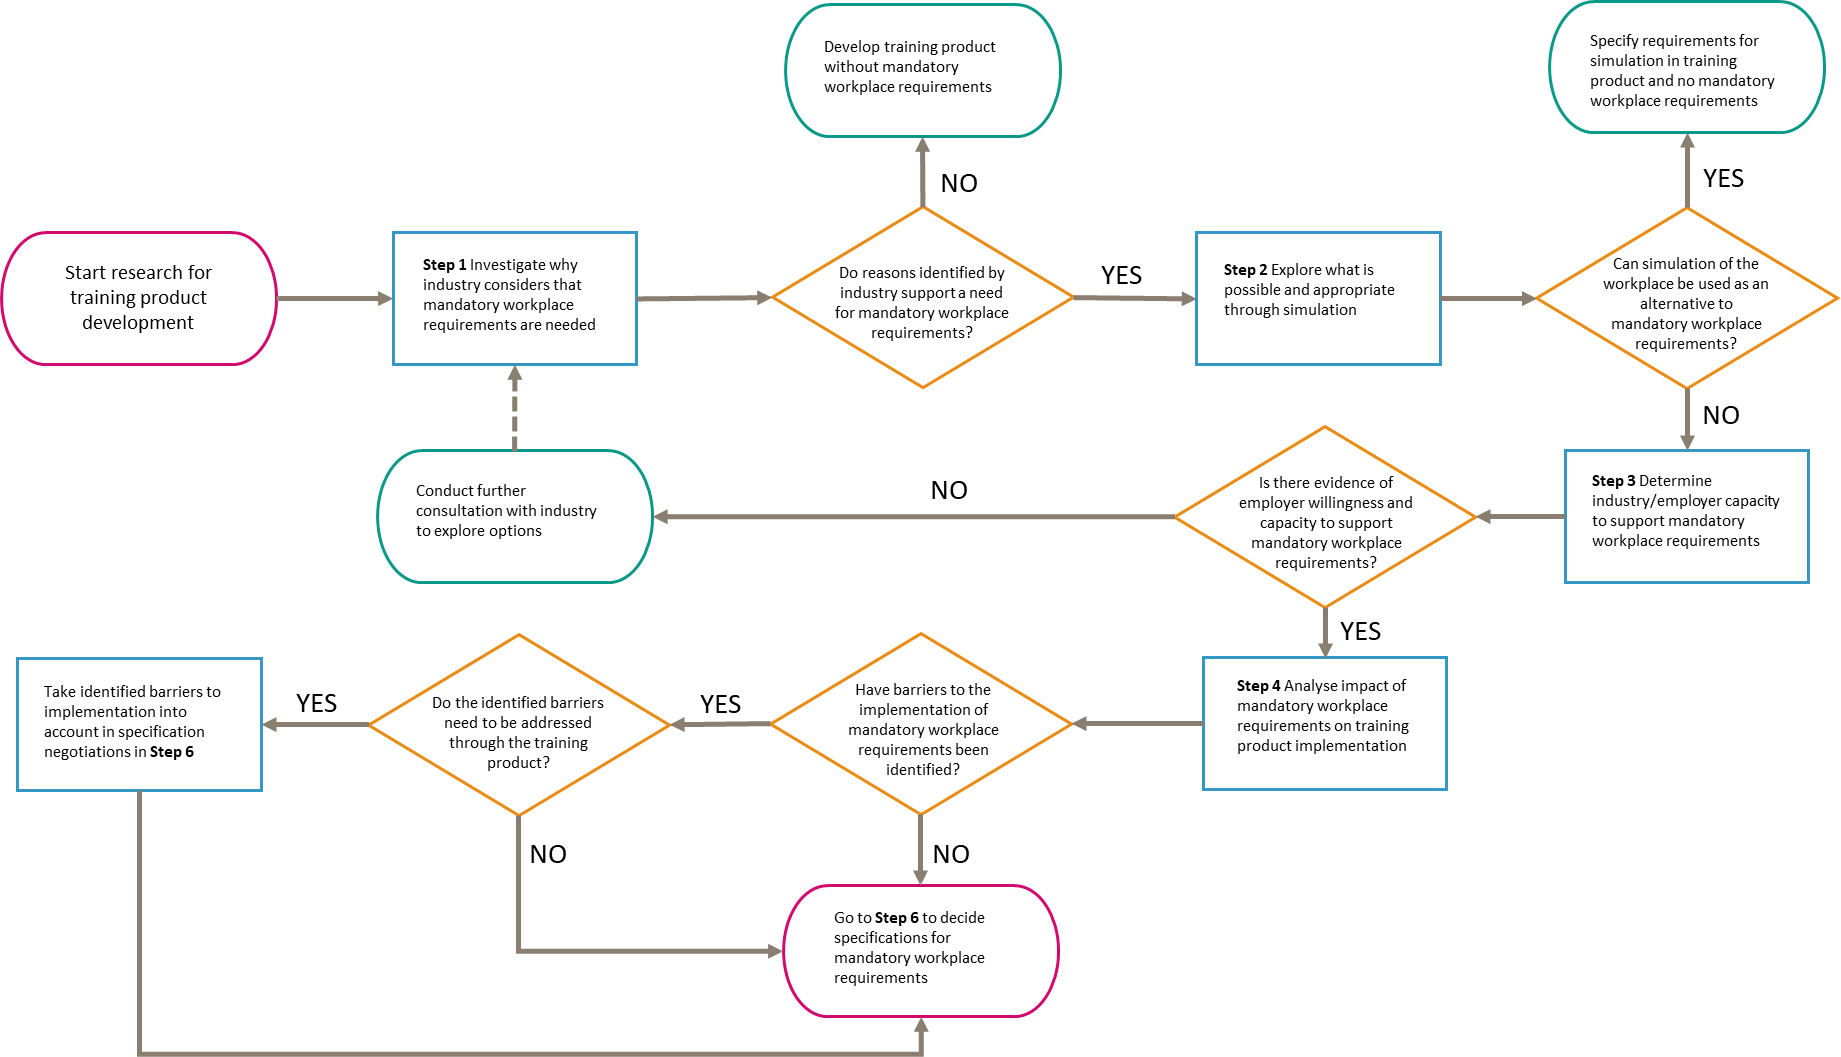 Start research for
training product
development
Step 1 Investigate why
industry considers that
mandatory workplace
requirements are needed
Do reasons identified by
industry support a need
for mandatory workplace
requirements?
NO
Develop training product
without mandatory
workplace requirements
YES
Step 2 Explore what is
possible and appropriate
through simulation
Can simulation of the
workplace be used as an
alternative to
mandatory workplace
requirements?
YES
Specify requirements for
simulation in training
product and no mandatory
workplace requirements
NO
Step 3 Determine
industry/employer capacity
to support mandatory
workplace requirements
Is there evidence of
employer willingness and
capacity to support
mandatory workplace
requirements?
NO
Conduct further
consultation with industry
to explore options
YES
Step 4 Analyse impact of
mandatory workplace
requirements on training
product implementation
Have barriers to the
implementation of
mandatory workplace
requirements been
identified?
YES
Do the identified barriers
need to be addressed
through the training
product?
YES
Take identified barriers to
implementation into
account in specification
negotiations in Step 6
NO
NO
Go to Step 6 to decide
specifications for
mandatory workplace
requirements